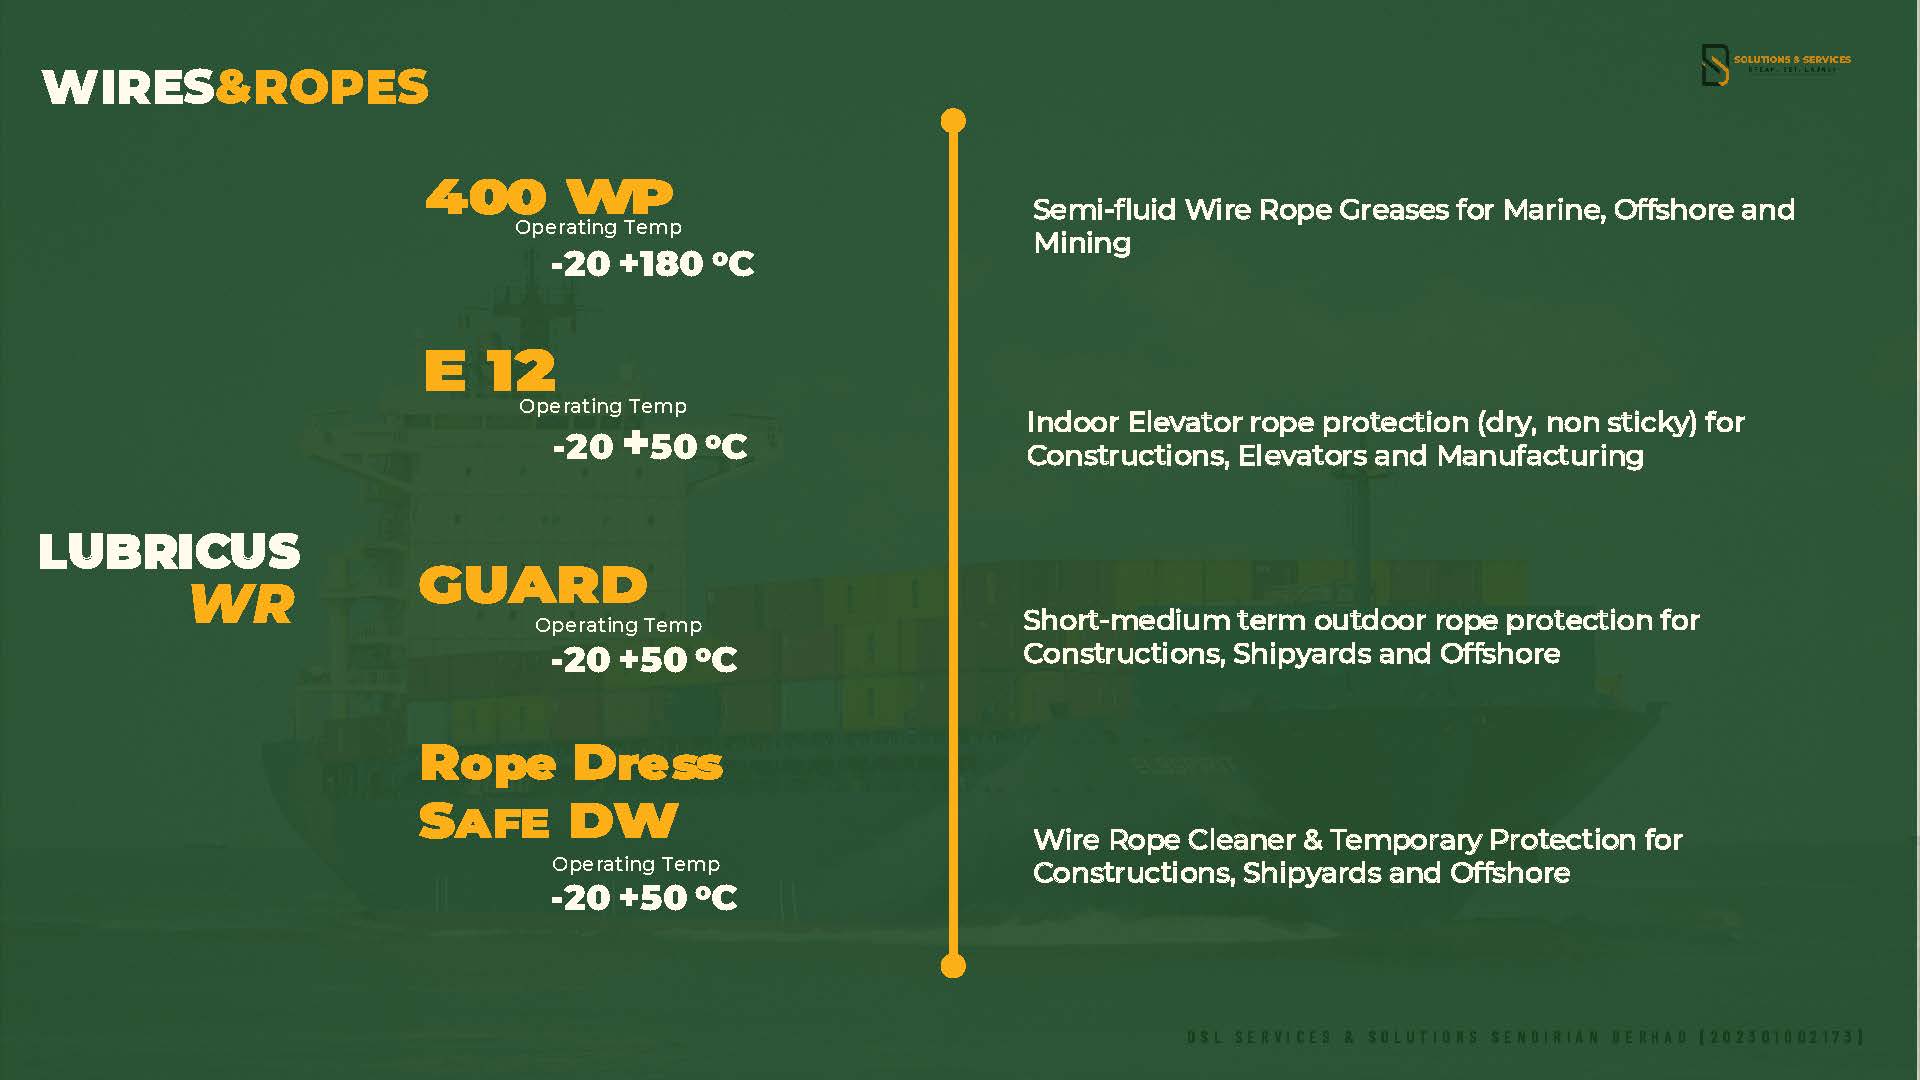 WIRES&ROPES
SOLUTIONS & SERVICES
400 WP
Operating Temp
-20 +180 ºC
Semi-fluid Wire Rope Greases for Marine, Offshore and
Mining
E 12
Operating Temp
-20 +50 ºC
Indoor Elevator rope protection (dry, non sticky) for
Constructions, Elevators and Manufacturing
LUBRICUS
WR
GUARD
Operating Temp
-20 +50 ºC
Short-medium term outdoor rope protection for
Constructions, Shipyards and Offshore
Rope Dress
SAFE DW
Operating Temp
-20 +50 ºC
Wire Rope Cleaner & Temporary Protection for
Constructions, Shipyards and Offshore
DSL SERVICES & SOLUTIONS SENDIRIAN BERHAD [202301002173]